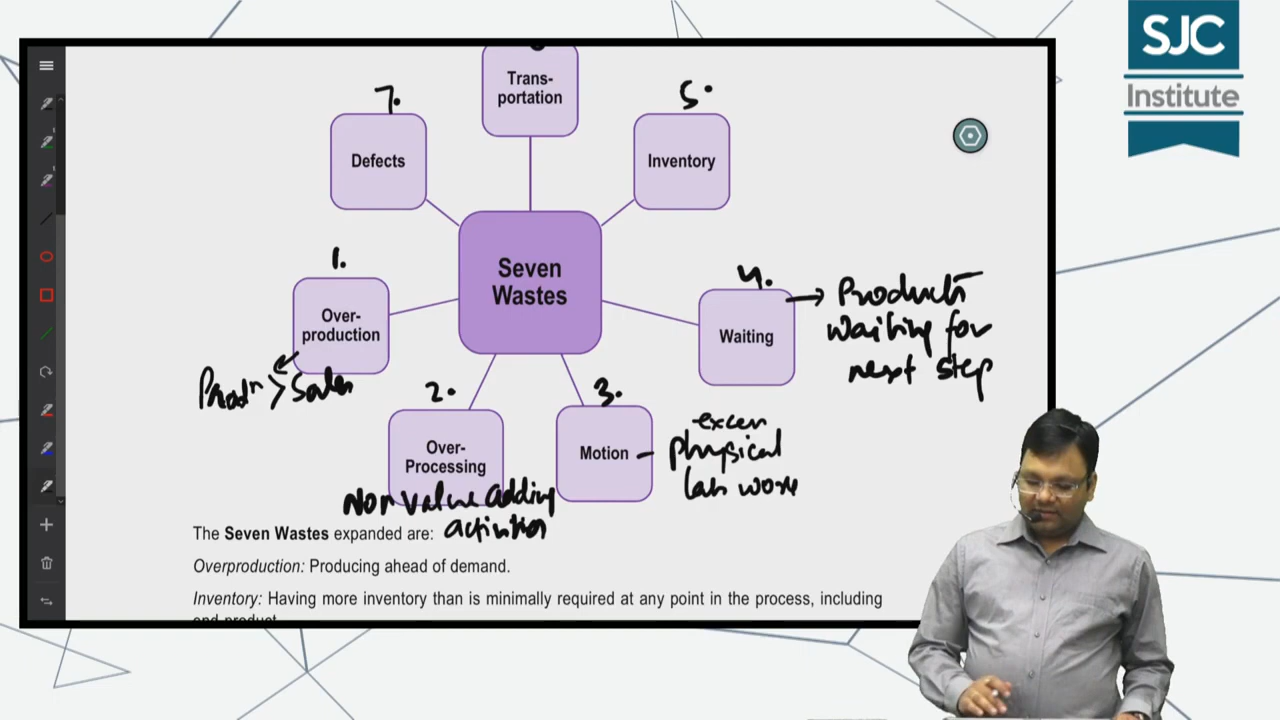 SJC
Institute
Trans-
portation
7.
5.
Defects
Inventory
1.
Seven
Wastes
4.
Over-
production
Waiting
→ Products
waiting for
next step
Prodn > Sales
2.
3.
Over-
Processing
Motion
physical
Non value adding
activities
The Seven Wastes expanded are:
Overproduction: Producing ahead of demand.
Inventory: Having more inventory than is minimally required at any point in the process, including
end product.